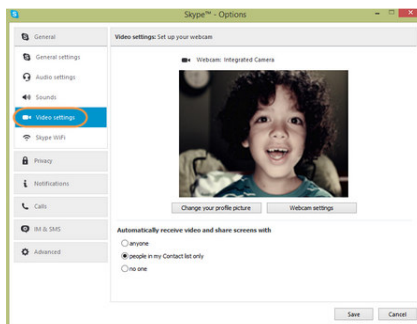 Skype™ - Options
General
General settings
Audio settings
Sounds
Video settings
Skype WiFi
Privacy
Notifications
Calls
IM & SMS
Advanced
Video settings: Set up your webcam
Webcam: Integrated Camera
Change your profile picture
Webcam settings
Automatically receive video and share screens with
anyone
people in my Contact list only
no one
Save
Cancel